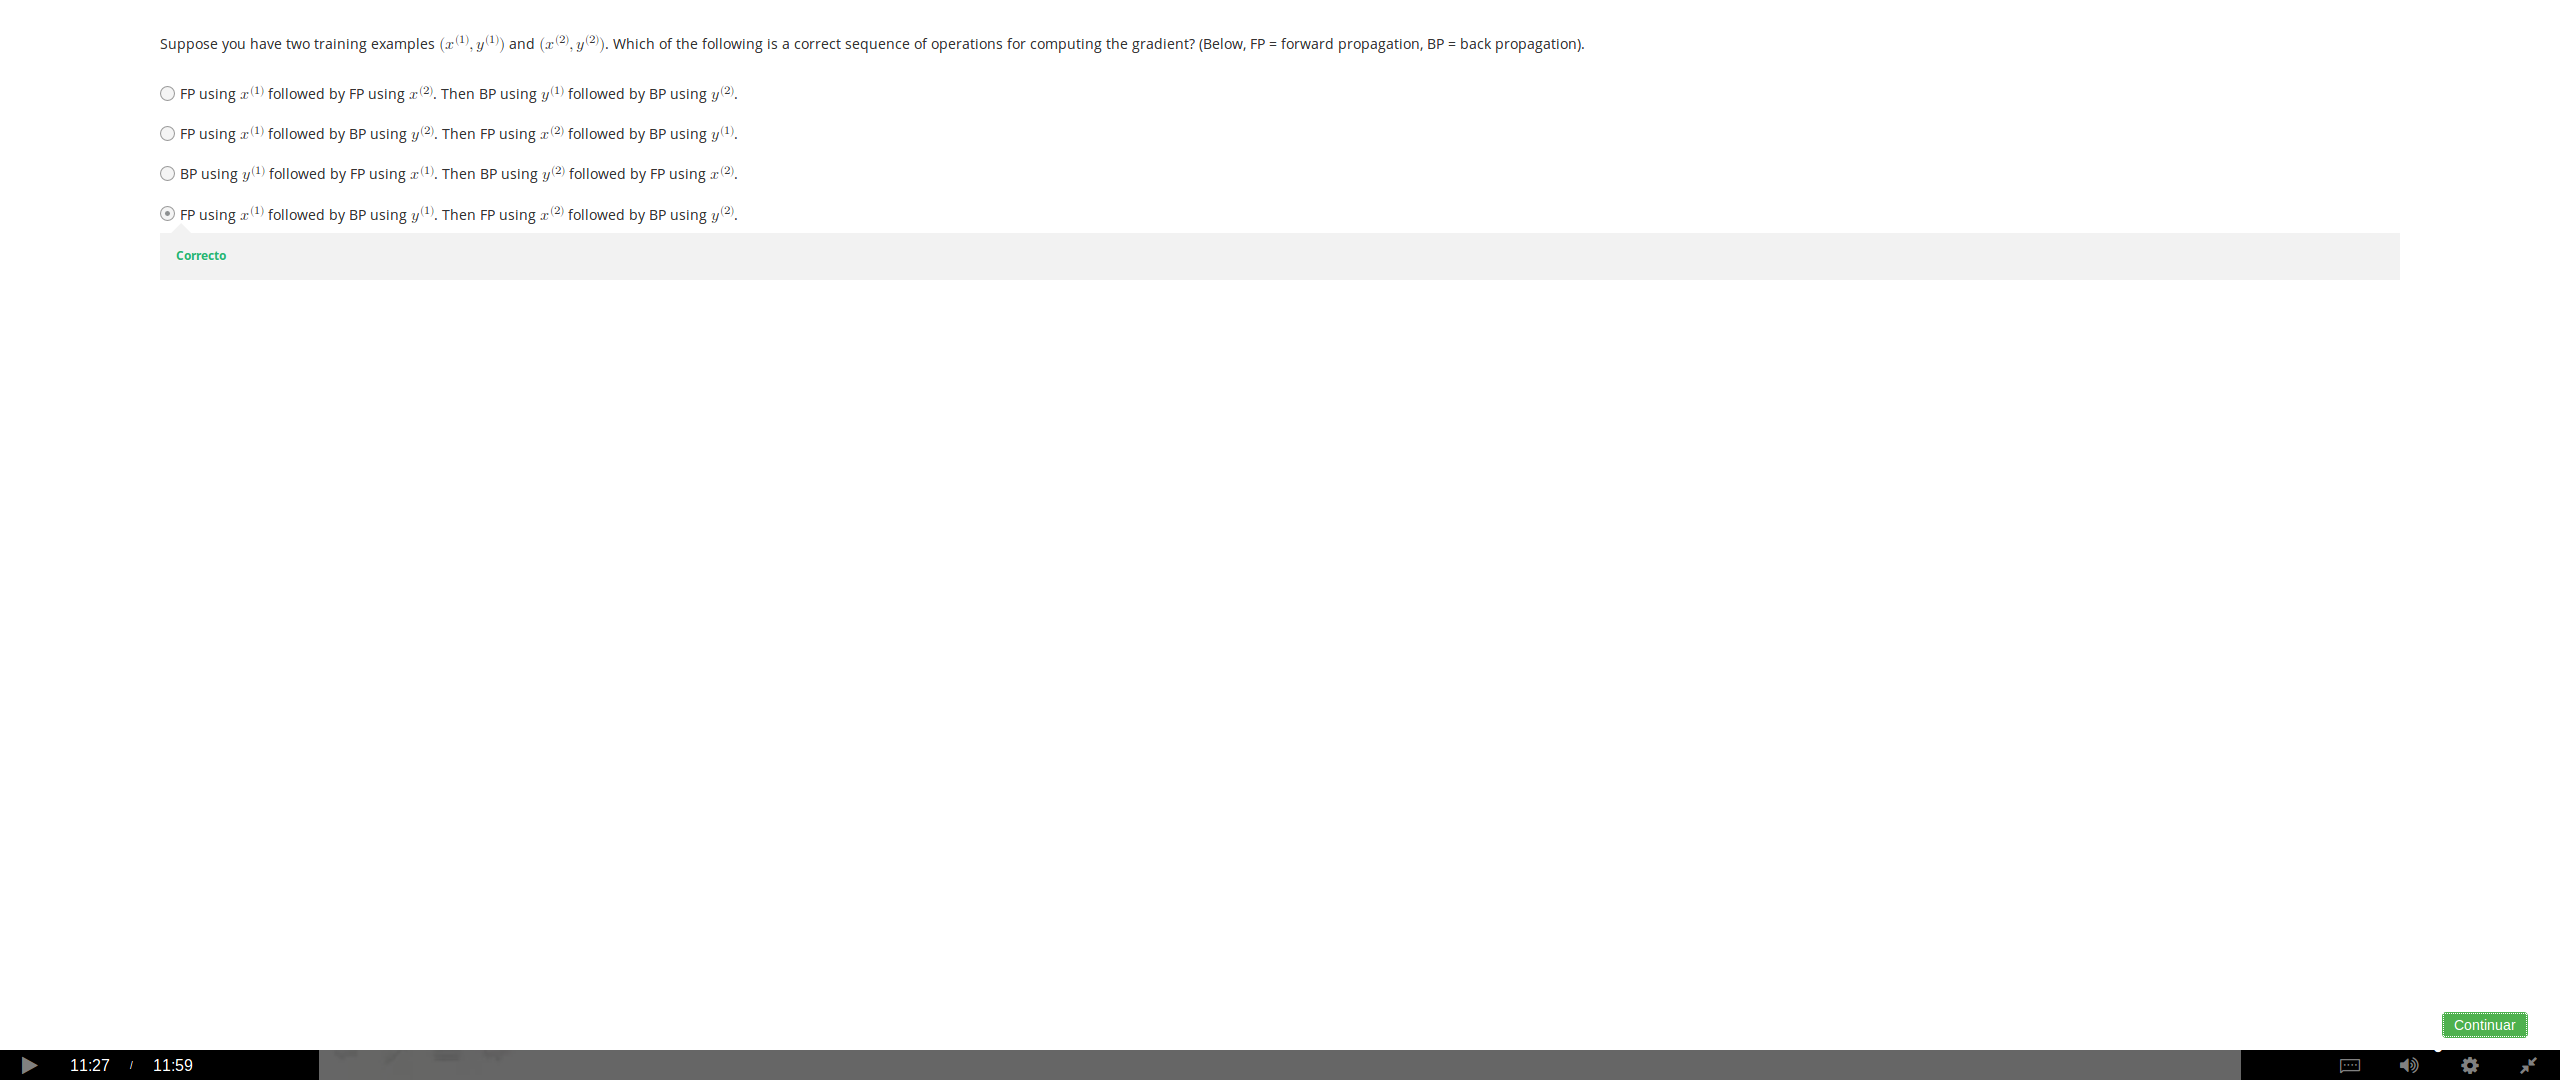 Suppose you have two training examples (x^(1), y^(1)) and (x^(2), y^(2)). Which of the following is a correct sequence of operations for computing the gradient? (Below, FP = forward propagation, BP = back propagation).
FP using x^(1) followed by FP using x^(2). Then BP using y^(1) followed by BP using y^(2).
FP using x^(1) followed by BP using y^(2). Then FP using x^(2) followed by BP using y^(1).
BP using y^(1) followed by FP using x^(1). Then BP using y^(2) followed by FP using x^(2).
FP using x^(1) followed by BP using y^(1). Then FP using x^(2) followed by BP using y^(2).
Correcto
Continuar
11:27 / 11:59